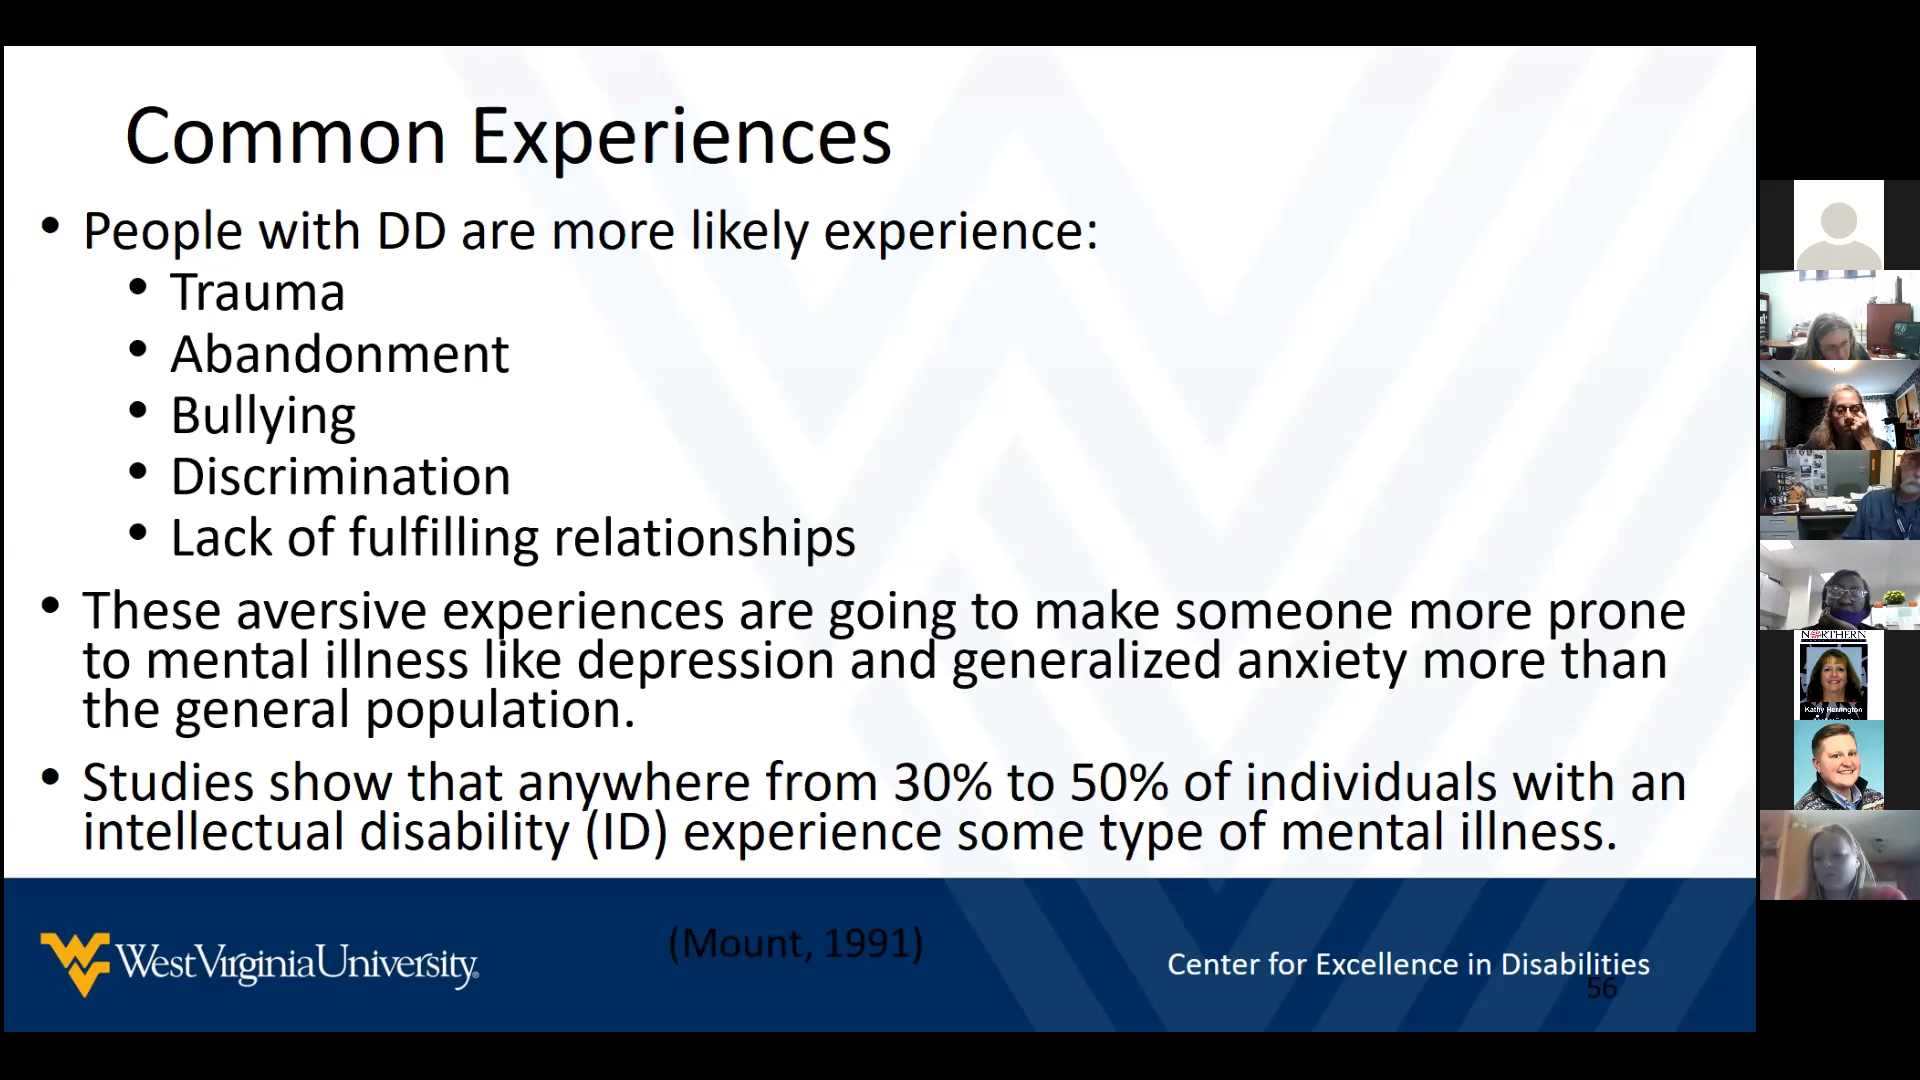 Common Experiences
• People with DD are more likely experience:
• Trauma
• Abandonment
• Bullying
• Discrimination
• Lack of fulfilling relationships
• These aversive experiences are going to make someone more prone
to mental illness like depression and generalized anxiety more than
the general population.
• Studies show that anywhere from 30% to 50% of individuals with an
intellectual disability (ID) experience some type of mental illness.
(Mount, 1991)
WestVirginiaUniversity.
Center for Excellence in Disabilities
56
NORTHERN
Kathy Herrington